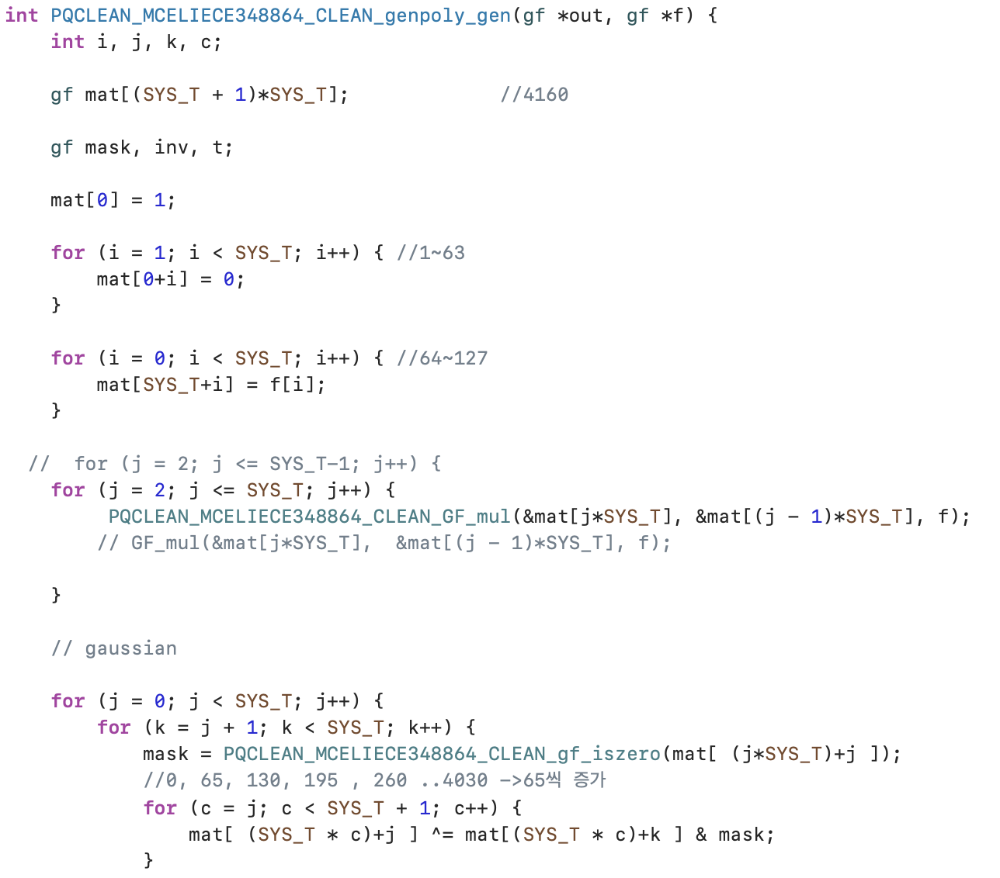 int PQCLEAN_MCELIECE348864_CLEAN_genpoly_gen(gf *out, gf *f) {
    int i, j, k, c;

    gf mat[(SYS_T + 1)*SYS_T];             //4160

    gf mask, inv, t;

    mat[0] = 1;

    for (i = 1; i < SYS_T; i++) { //1~63
        mat[0+i] = 0;
    }

    for (i = 0; i < SYS_T; i++) { //64~127
        mat[SYS_T+i] = f[i];
    }

  //  for (j = 2; j <= SYS_T-1; j++) {
    for (j = 2; j <= SYS_T; j++) {
         PQCLEAN_MCELIECE348864_CLEAN_GF_mul(&mat[j*SYS_T], &mat[(j - 1)*SYS_T], f);
        // GF_mul(&mat[j*SYS_T],  &mat[(j - 1)*SYS_T], f);

    }

    // gaussian

    for (j = 0; j < SYS_T; j++) {
        for (k = j + 1; k < SYS_T; k++) {
            mask = PQCLEAN_MCELIECE348864_CLEAN_gf_iszero(mat[ (j*SYS_T)+j ]);
            //0, 65, 130, 195 , 260 ..4030 ->65씩 증가
            for (c = j; c < SYS_T + 1; c++) {
                mat[ (SYS_T * c)+j ] ^= mat[(SYS_T * c)+k ] & mask;
            }